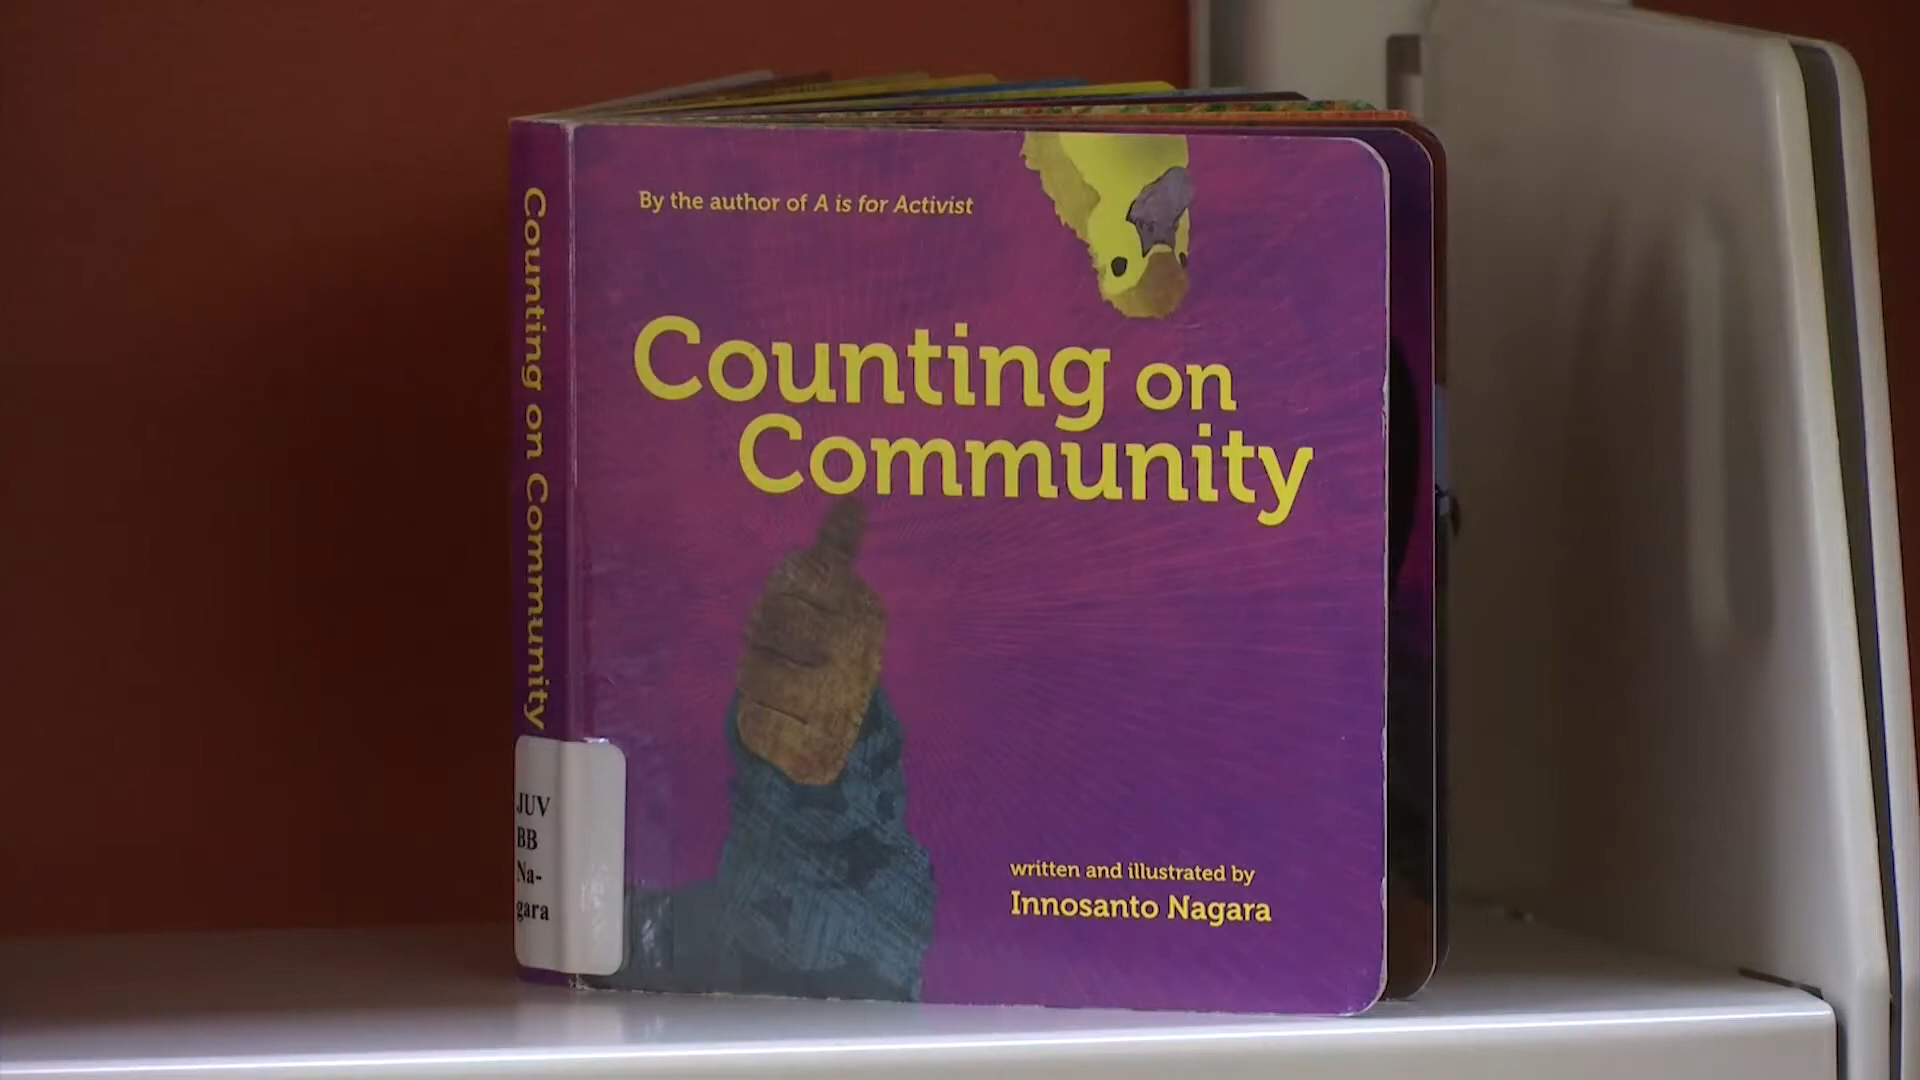 By the author of A is for Activist
Counting on
Community
written and illustrated by
Innosanto Nagara
Counting on Community
JUV
BB
Na-
gara